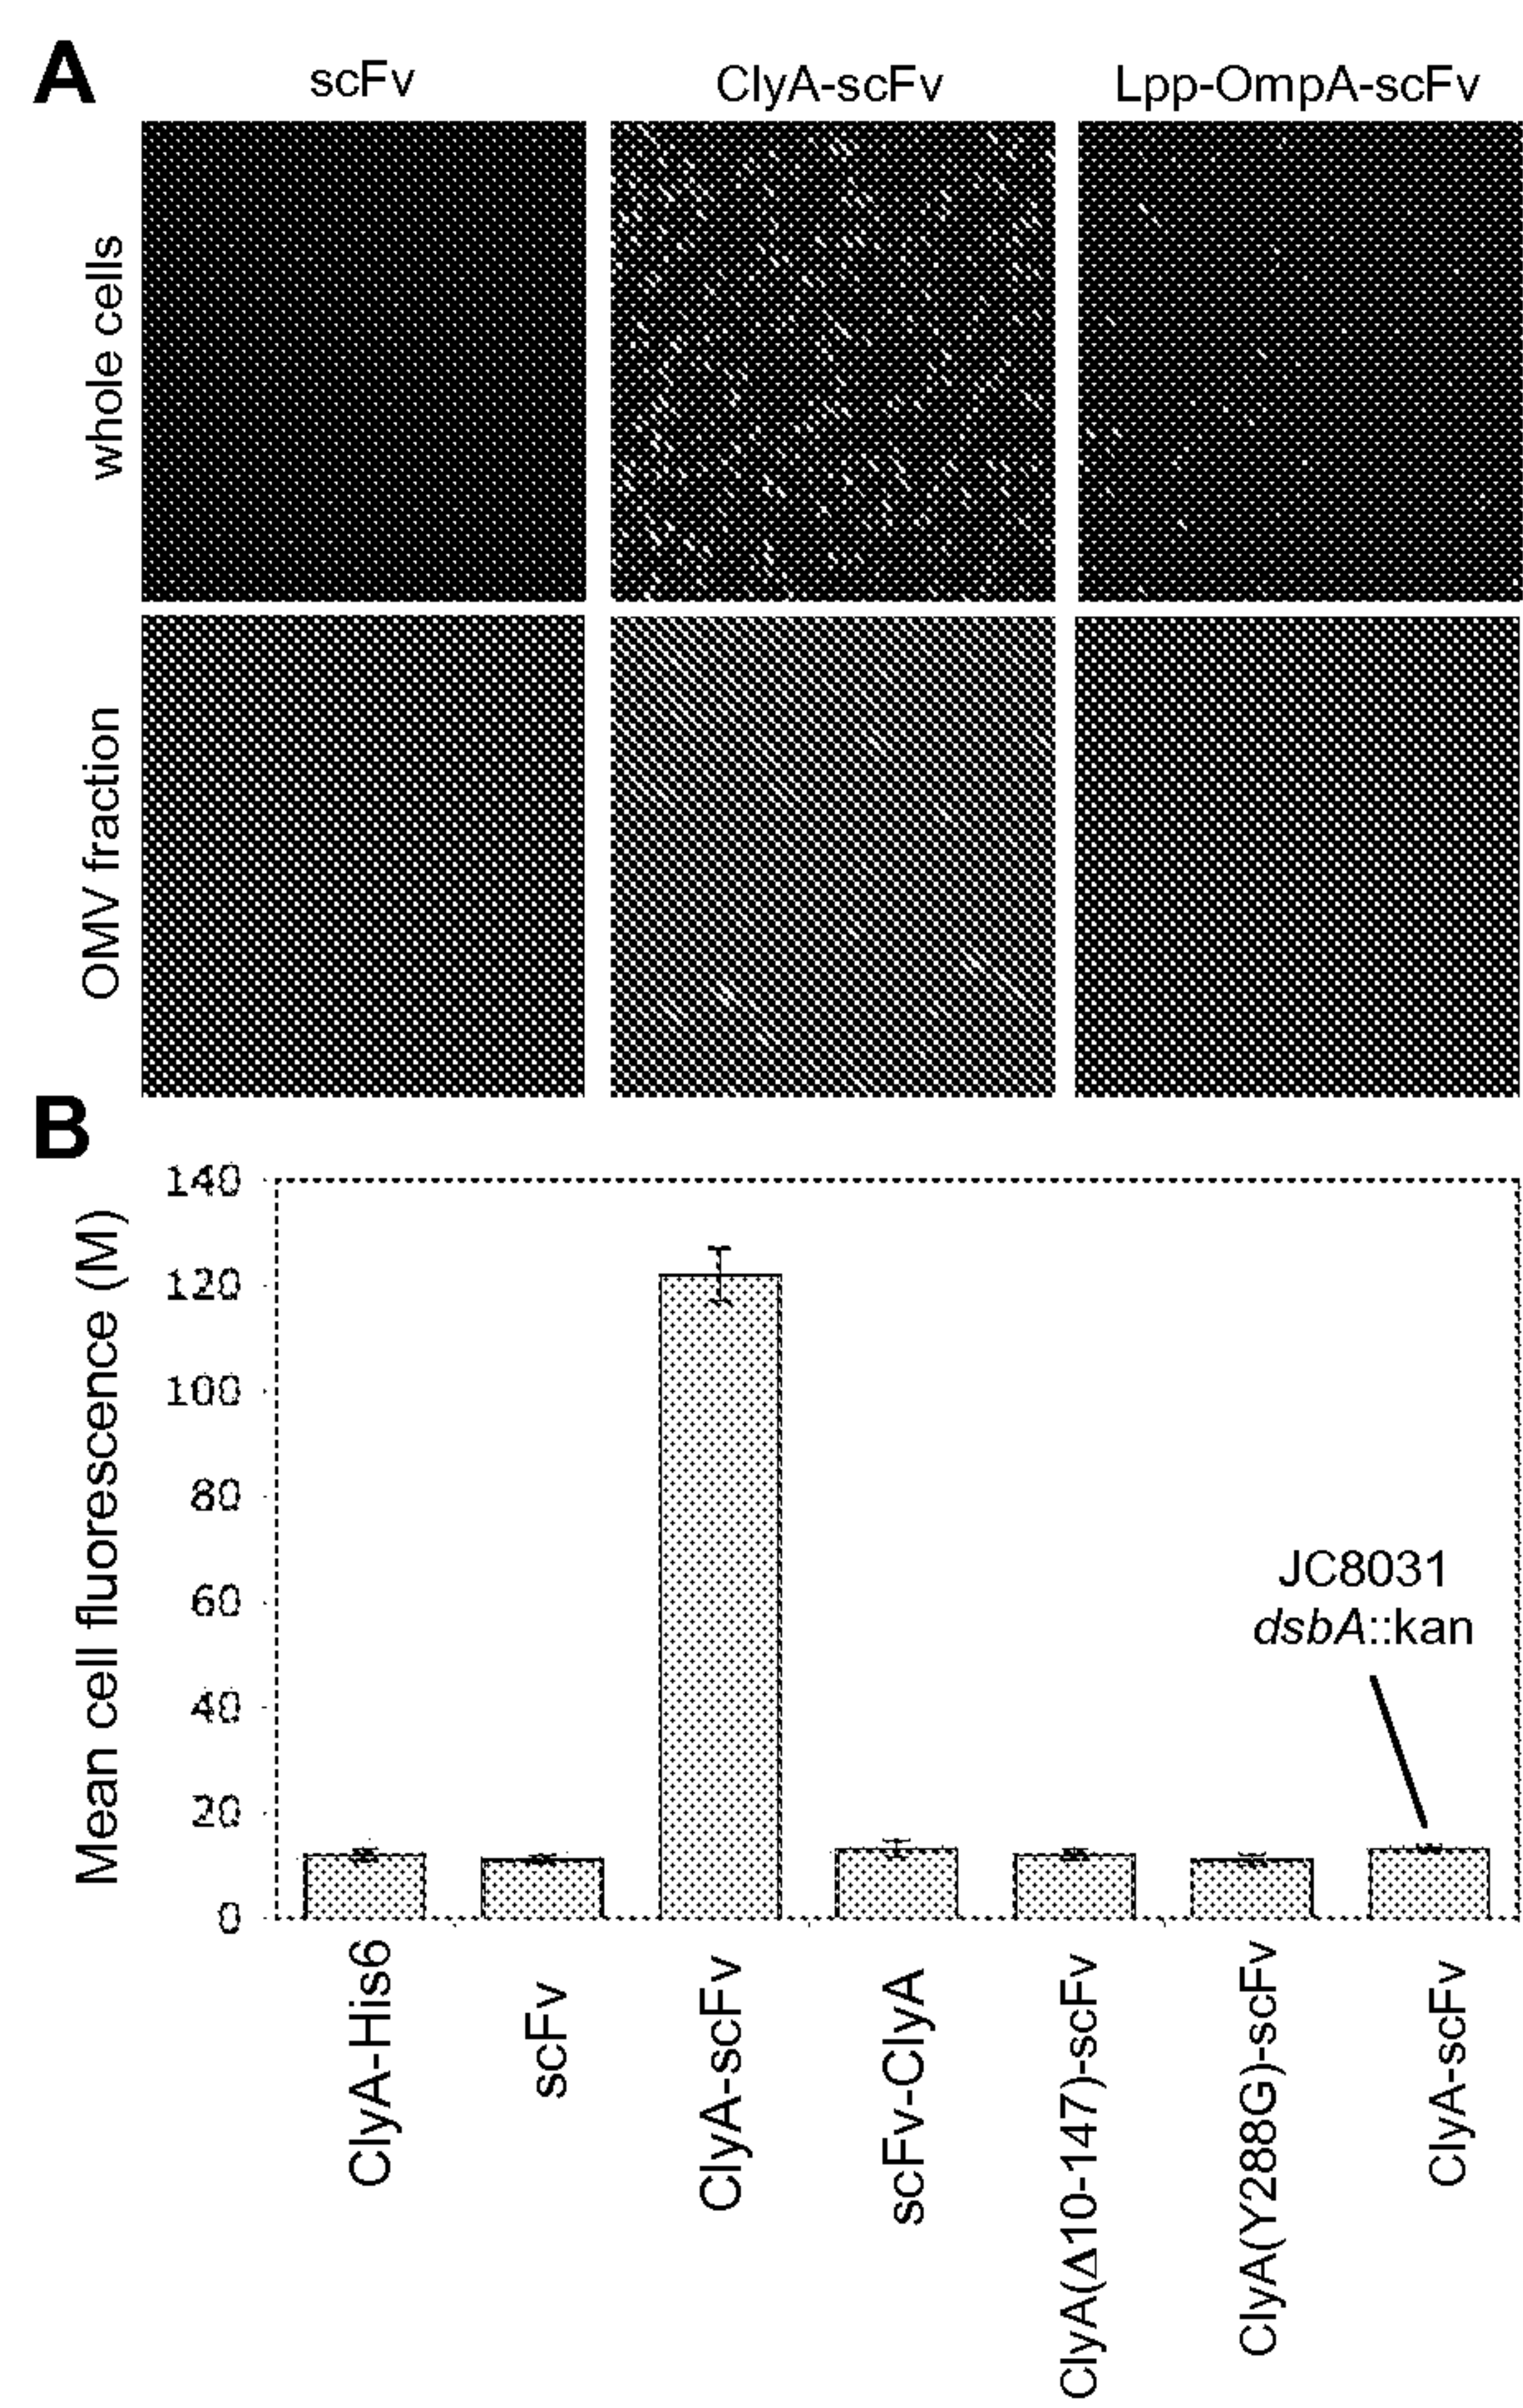 A
scFv
ClyA-scFv
Lpp-OmpA-scFv
whole cells
OMV fraction
B
Mean cell fluorescence (M)
140
120
100
80
60
40
20
0
JC8031
dsbA::kan
ClyA-His6
scFv
ClyA-scFv
scFv-ClyA
ClyA(Δ10-147)-scFv
ClyA(Y288G)-scFv
ClyA-scFv